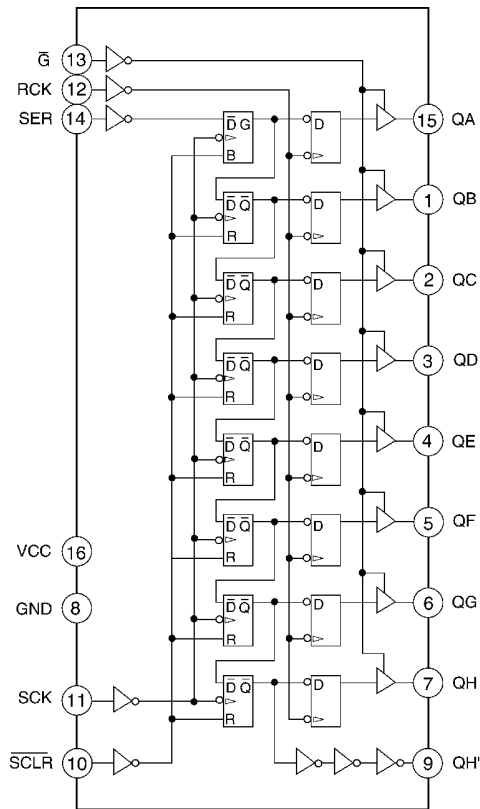 G̅ 13
RCK 12
SER 14
D̅ G D 15 QA
B
D̅ Q̅ D 1 QB
R
D̅ Q̅ D 2 QC
R
D̅ Q̅ D 3 QD
R
D̅ Q̅ D 4 QE
R
D̅ Q̅ D 5 QF
R
VCC 16
D̅ Q̅ D 6 QG
R
GND 8
D̅ Q̅ D 7 QH
R
SCK 11
S̅C̅L̅R̅ 10 9 QH'